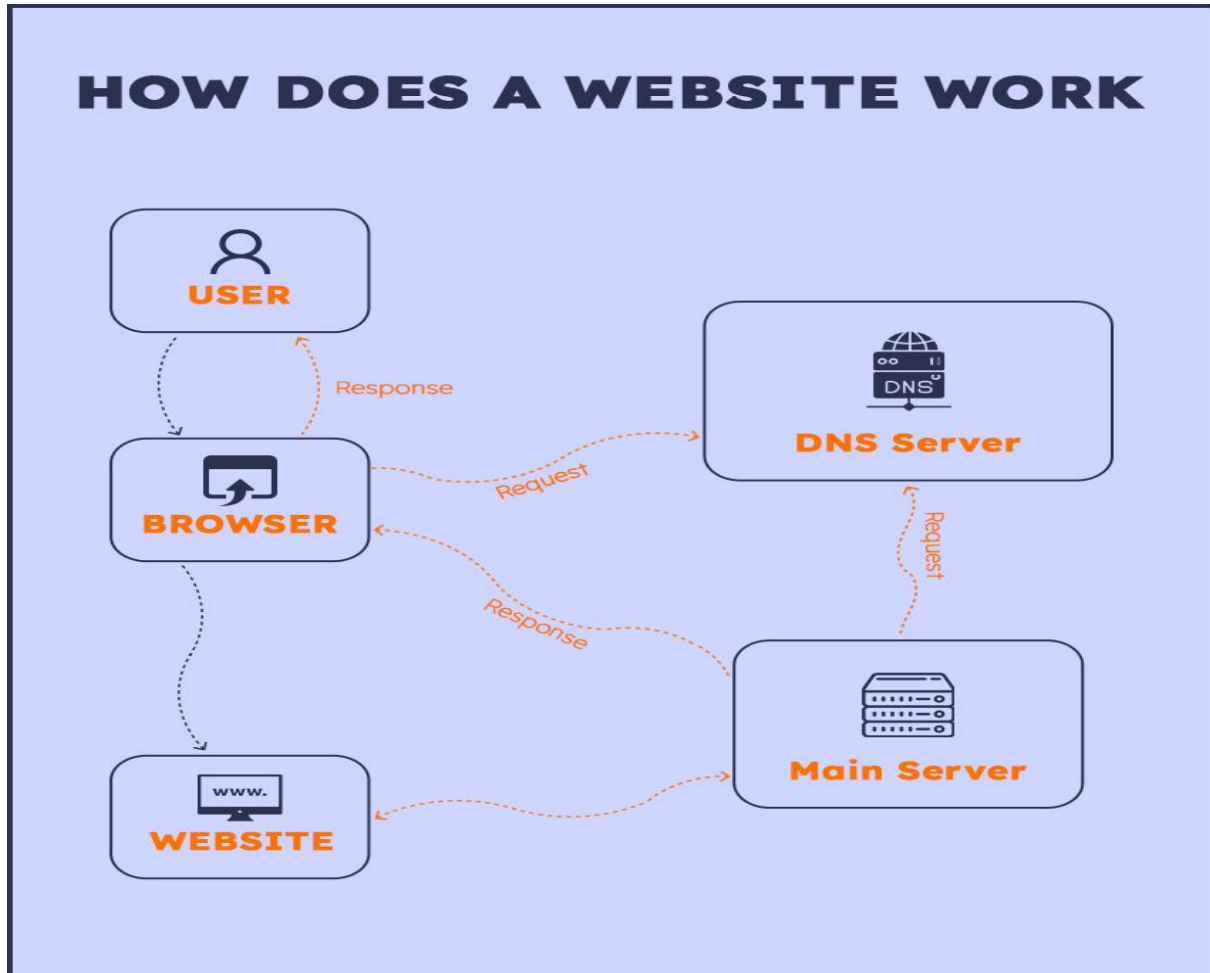 HOW DOES A WEBSITE WORK
USER
Response
BROWSER
Request
DNS
DNS Server
Request
Response
Main Server
www.
WEBSITE